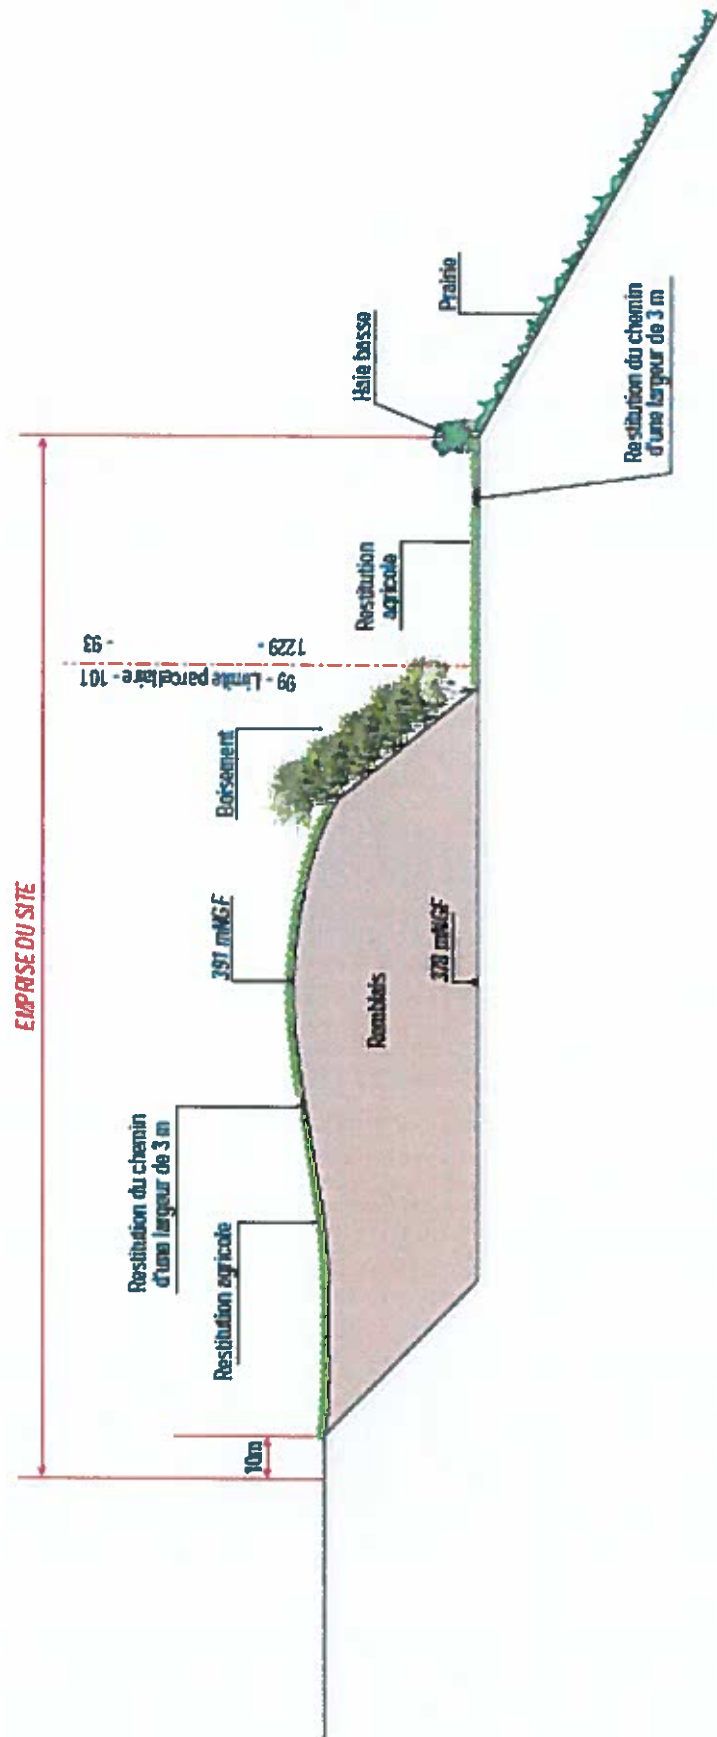 EMPRISE DU SITE
10m
Restitution agricole
Restitution du chemin
d'une largeur de 3 m
391 mNGF
Remblais
378 mNGF
Boisement
99 - Limite parcellaire - 101
1229 - - 93
Restitution
agricole
Haie basse
Prairie
Restitution du chemin
d'une largeur de 3 m